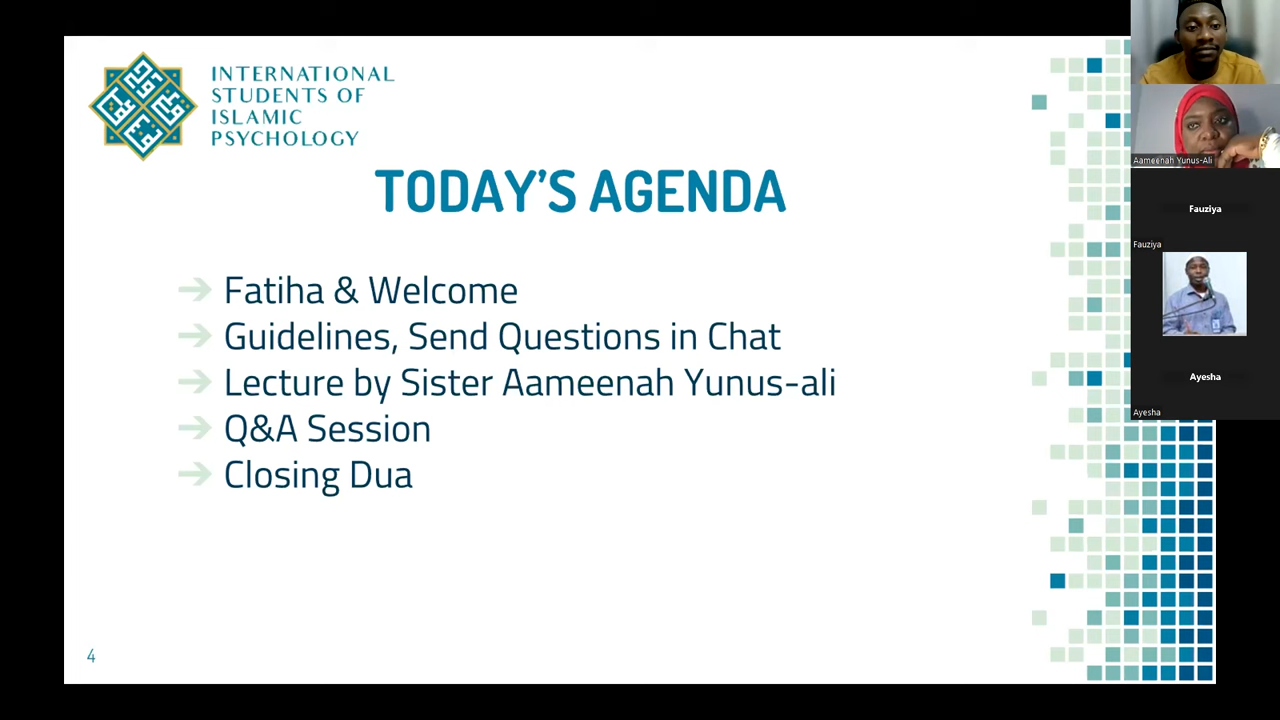 INTERNATIONAL
STUDENTS OF
ISLAMIC
PSYCHOLOGY
TODAY'S AGENDA
Fatiha & Welcome
Guidelines, Send Questions in Chat
Lecture by Sister Aameenah Yunus-ali
Q&A Session
Closing Dua
4
Aameenah Yunus-Ali
Fauziya
Fauziya
Ayesha
Ayesha